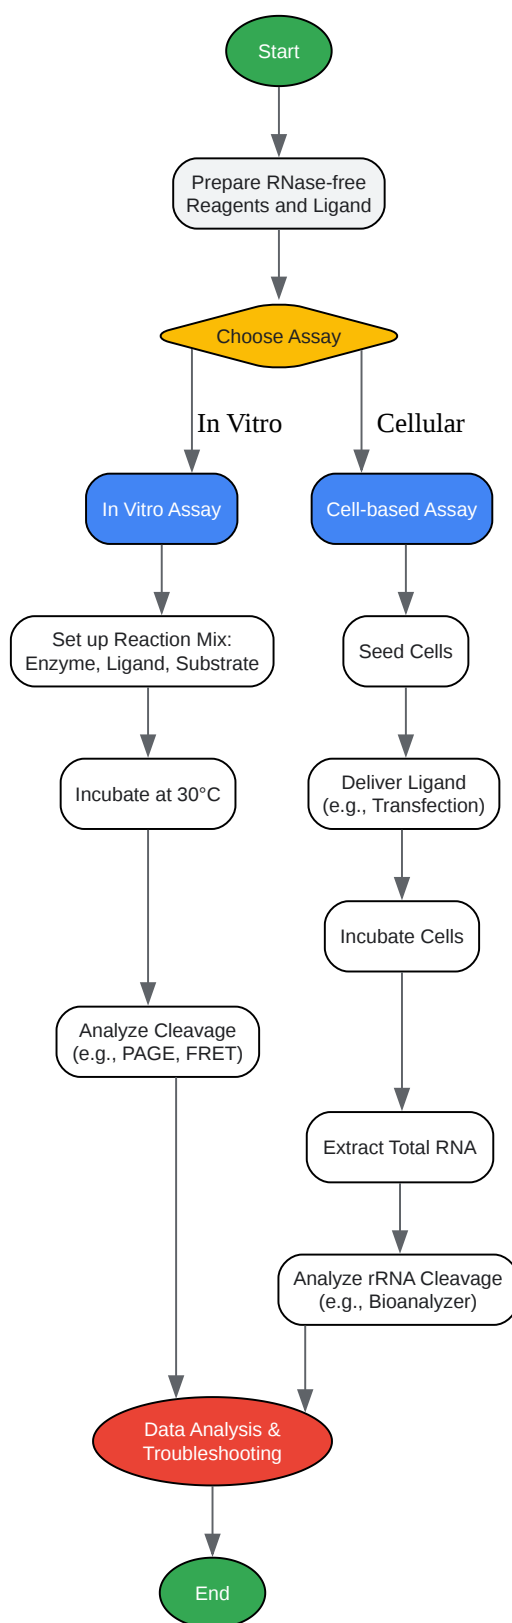 Start
Prepare RNase-free
Reagents and Ligand
Choose Assay
In Vitro
Cellular
In Vitro Assay
Cell-based Assay
Set up Reaction Mix:
Enzyme, Ligand, Substrate
Seed Cells
Incubate at 30°C
Deliver Ligand
(e.g., Transfection)
Incubate Cells
Analyze Cleavage
(e.g., PAGE, FRET)
Extract Total RNA
Analyze rRNA Cleavage
(e.g., Bioanalyzer)
Data Analysis &
Troubleshooting
End